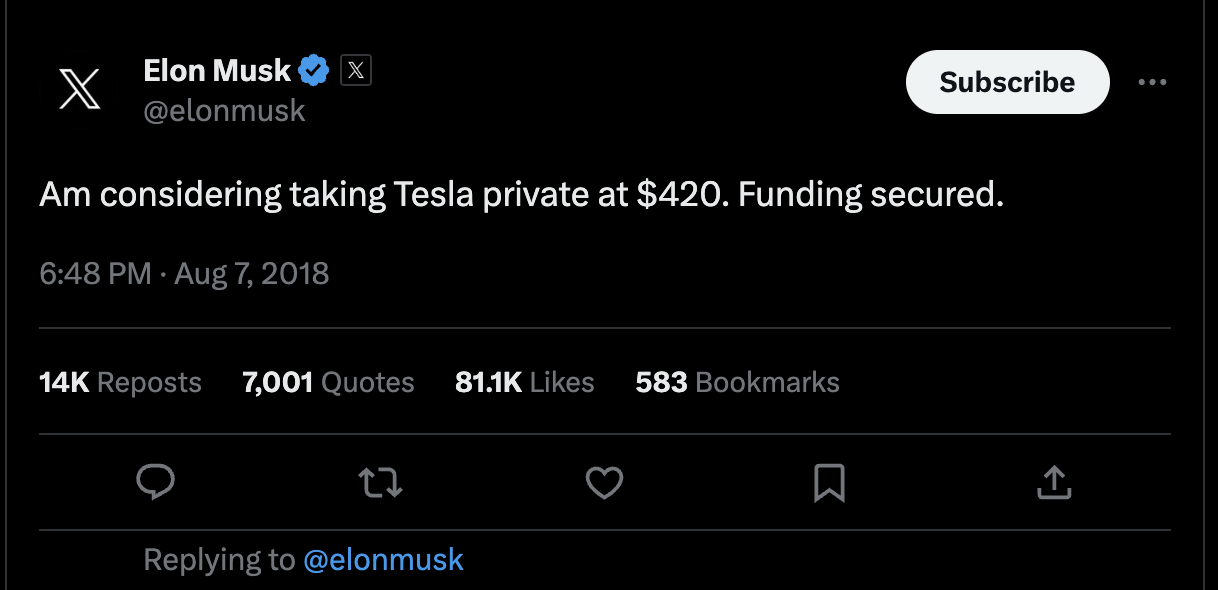 Elon Musk
@elonmusk
Subscribe
Am considering taking Tesla private at $420. Funding secured.
6:48 PM · Aug 7, 2018
14K Reposts 7,001 Quotes 81.1K Likes 583 Bookmarks
Replying to @elonmusk